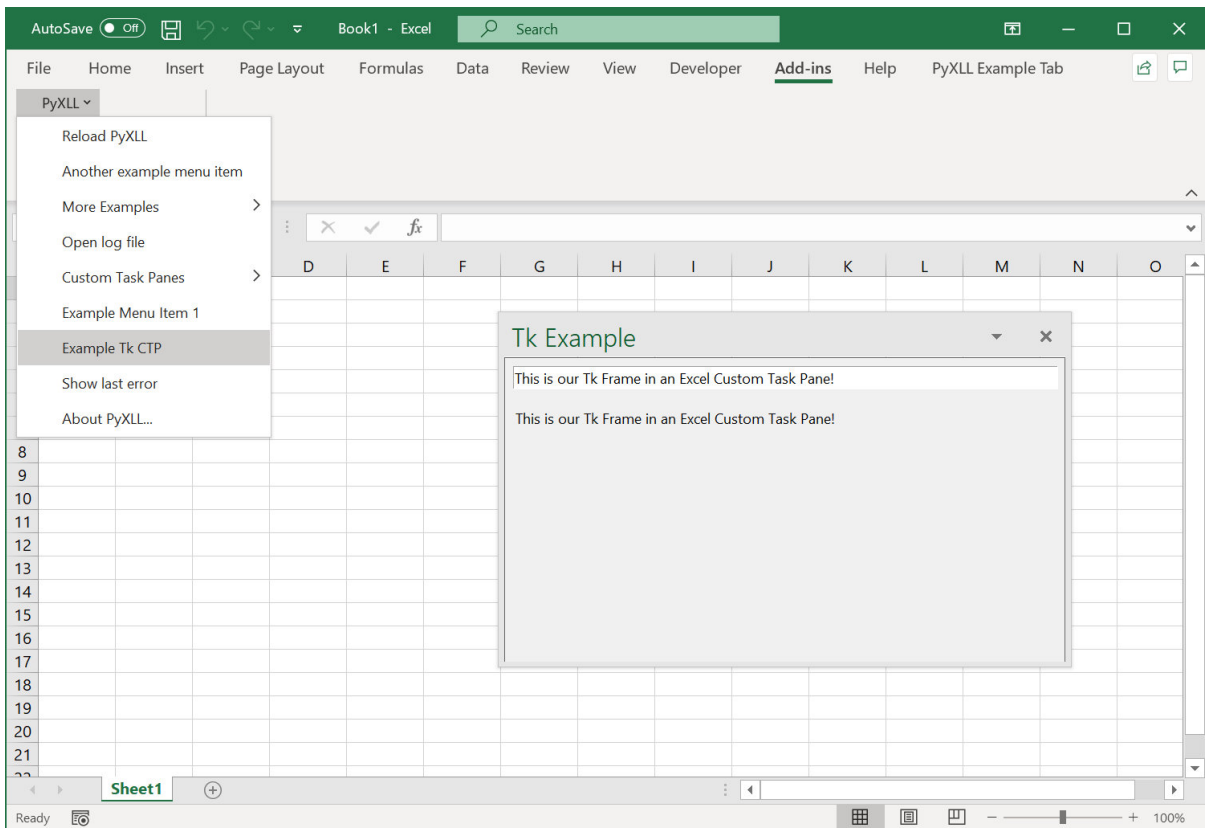 AutoSave Off Book1 - Excel Search
File Home Insert Page Layout Formulas Data Review View Developer Add-ins Help PyXLL Example Tab
PyXLL
Reload PyXLL
Another example menu item
More Examples
Open log file
Custom Task Panes
Example Menu Item 1
Example Tk CTP
Show last error
About PyXLL...
fx
D E F G H I J K L M N O
Tk Example
This is our Tk Frame in an Excel Custom Task Pane!
This is our Tk Frame in an Excel Custom Task Pane!
8
9
10
11
12
13
14
15
16
17
18
19
20
21
Sheet1
Ready 100%